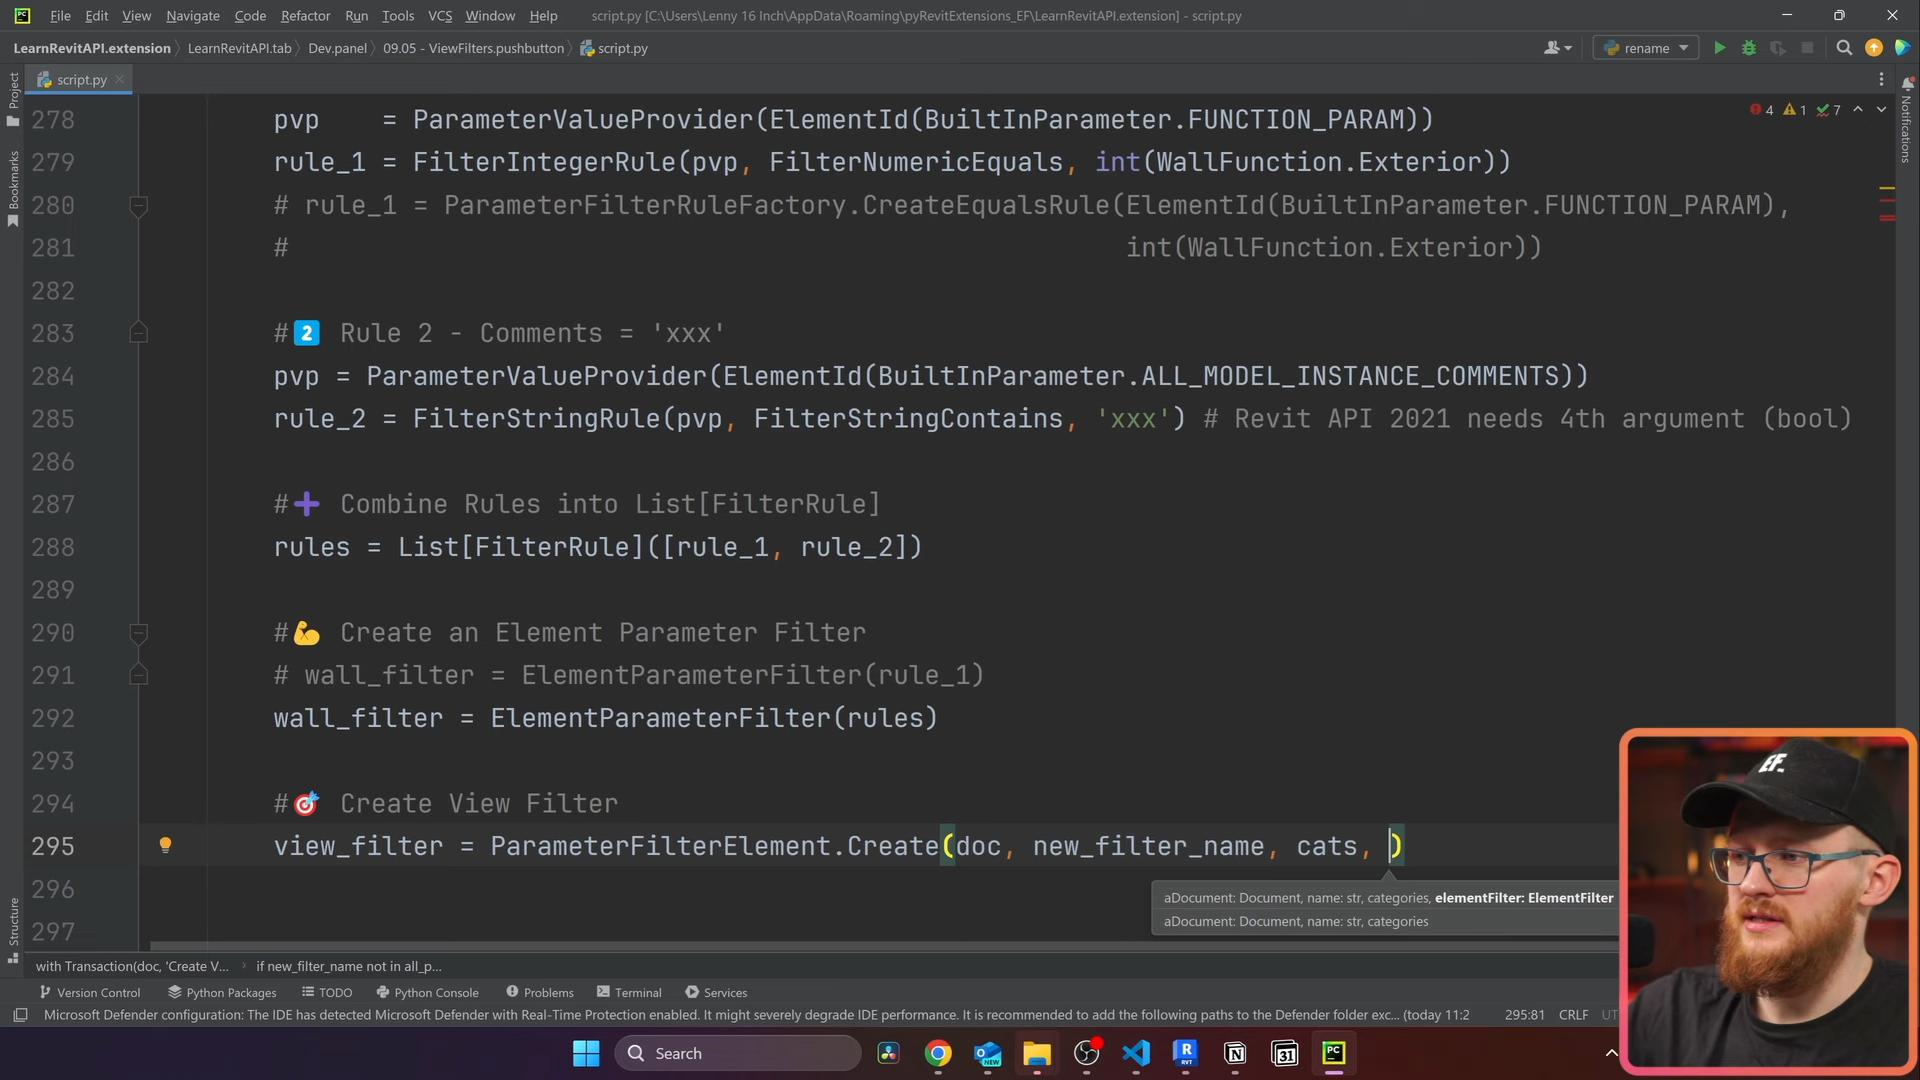 File Edit View Navigate Code Refactor Run Tools VCS Window Help script.py [C:\Users\Lenny 16 Inch\AppData\Roaming\pyRevitExtensions_EF\LearnRevitAPI.extension] - script.py
LearnRevitAPI.extension LearnRevitAPI.tab Dev.panel 09.05 - ViewFilters.pushbutton script.py rename
script.py
Project
Bookmarks
Structure
Notifications
4 1 7
278 pvp = ParameterValueProvider(ElementId(BuiltInParameter.FUNCTION_PARAM))
279 rule_1 = FilterIntegerRule(pvp, FilterNumericEquals, int(WallFunction.Exterior))
280 # rule_1 = ParameterFilterRuleFactory.CreateEqualsRule(ElementId(BuiltInParameter.FUNCTION_PARAM),
281 # int(WallFunction.Exterior))
282
283 #2️⃣ Rule 2 - Comments = 'xxx'
284 pvp = ParameterValueProvider(ElementId(BuiltInParameter.ALL_MODEL_INSTANCE_COMMENTS))
285 rule_2 = FilterStringRule(pvp, FilterStringContains, 'xxx') # Revit API 2021 needs 4th argument (bool)
286
287 #➕ Combine Rules into List[FilterRule]
288 rules = List[FilterRule]([rule_1, rule_2])
289
290 #💪 Create an Element Parameter Filter
291 # wall_filter = ElementParameterFilter(rule_1)
292 wall_filter = ElementParameterFilter(rules)
293
294 #🎯 Create View Filter
295 view_filter = ParameterFilterElement.Create(doc, new_filter_name, cats, )
296
297
aDocument: Document, name: str, categories, elementFilter: ElementFilter
aDocument: Document, name: str, categories
EF.
with Transaction(doc, 'Create V... if new_filter_name not in all_p...
Version Control Python Packages TODO Python Console Problems Terminal Services
Microsoft Defender configuration: The IDE has detected Microsoft Defender with Real-Time Protection enabled. It might severely degrade IDE performance. It is recommended to add the following paths to the Defender folder exc... (today 11:2 295:81 CRLF UT
Search